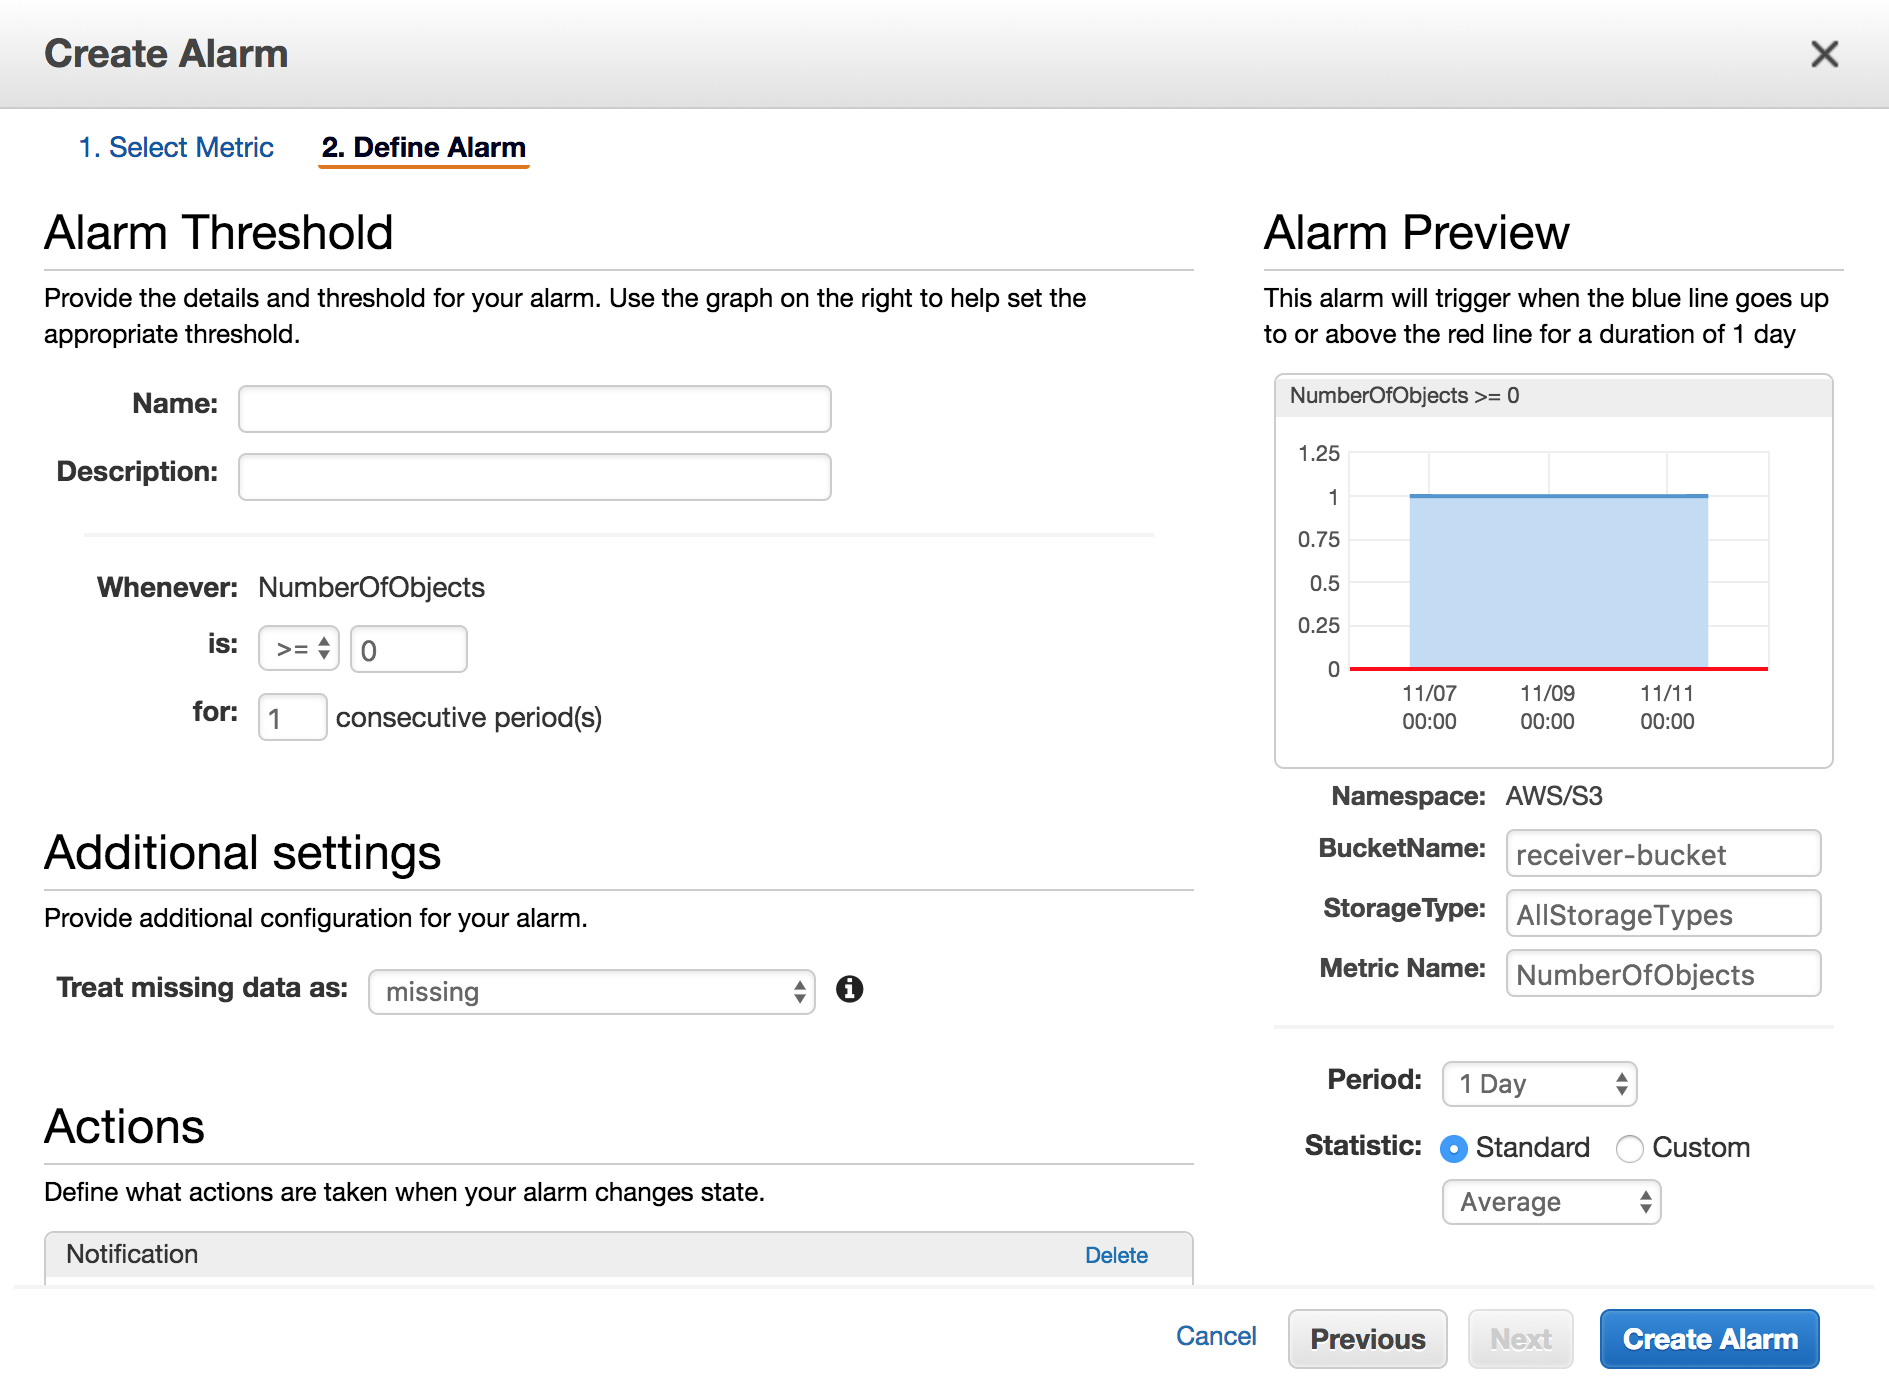 Create Alarm
1. Select Metric
2. Define Alarm
Alarm Threshold
Provide the details and threshold for your alarm. Use the graph on the right to help set the
appropriate threshold.
Name:
Description:
Whenever: NumberOfObjects
is: >= 0
for: 1 consecutive period(s)
Additional settings
Provide additional configuration for your alarm.
Treat missing data as: missing
Actions
Define what actions are taken when your alarm changes state.
Notification Delete
Alarm Preview
This alarm will trigger when the blue line goes up
to or above the red line for a duration of 1 day
NumberOfObjects >= 0
1.25
1
0.75
0.5
0.25
0
11/07 11/09 11/11
00:00 00:00 00:00
Namespace: AWS/S3
BucketName: receiver-bucket
StorageType: AllStorageTypes
Metric Name: NumberOfObjects
Period: 1 Day
Statistic: Standard Custom
Average
Cancel Previous Next Create Alarm